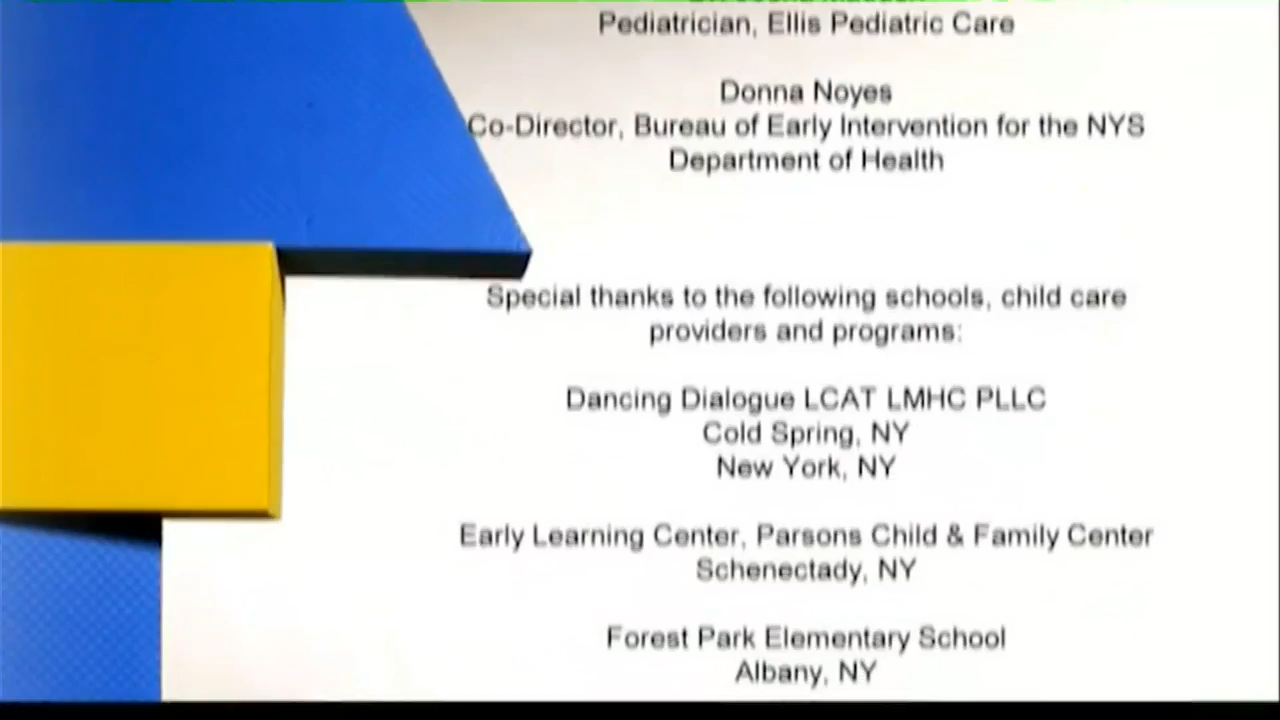 Pediatrician, Ellis Pediatric Care
Donna Noyes
Co-Director, Bureau of Early Intervention for the NYS
Department of Health
Special thanks to the following schools, child care
providers and programs:
Dancing Dialogue LCAT LMHC PLLC
Cold Spring, NY
New York, NY
Early Learning Center, Parsons Child & Family Center
Schenectady, NY
Forest Park Elementary School
Albany, NY